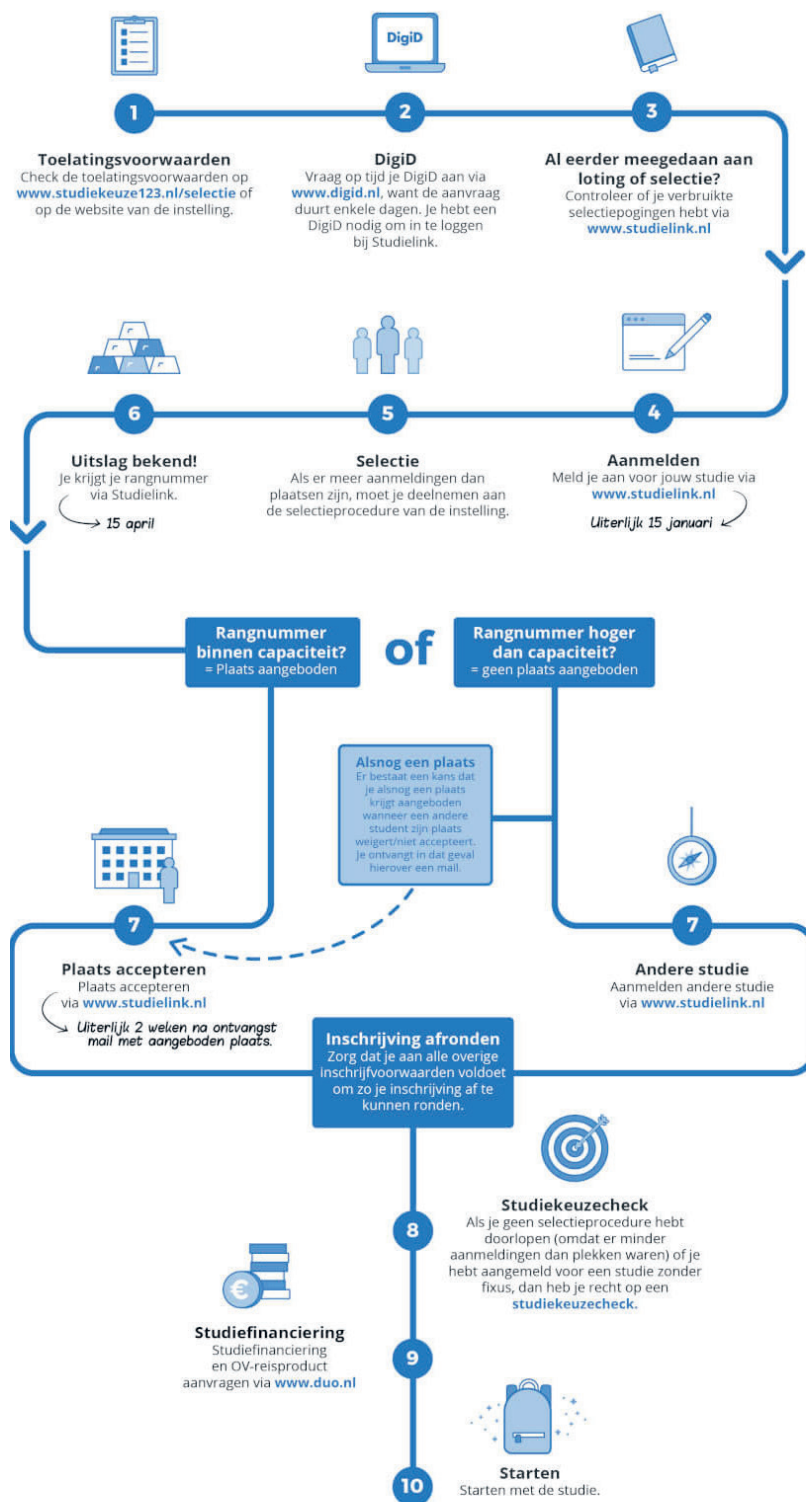 DigiD
1
2
3
Toelatingsvoorwaarden
Check de toelatingsvoorwaarden op
www.studiekeuze123.nl/selectie of
op de website van de instelling.
DigiD
Vraag op tijd je DigiD aan via
www.digid.nl, want de aanvraag
duurt enkele dagen. Je hebt een
DigiD nodig om in te loggen
bij Studielink.
Al eerder meegedaan aan
loting of selectie?
Controleer of je verbruikte
selectiepogingen hebt via
www.studielink.nl
4
Aanmelden
Meld je aan voor jouw studie via
www.studielink.nl
Uiterlijk 15 januari
5
Selectie
Als er meer aanmeldingen dan
plaatsen zijn, moet je deelnemen aan
de selectieprocedure van de instelling.
6
Uitslag bekend!
Je krijgt je rangnummer
via Studielink.
15 april
Rangnummer
binnen capaciteit?
= Plaats aangeboden
of
Rangnummer hoger
dan capaciteit?
= geen plaats aangeboden
Alsnog een plaats
Er bestaat een kans dat
je alsnog een plaats
krijgt aangeboden
wanneer een andere
student zijn plaats
weigert/niet accepteert.
Je ontvangt in dat geval
hierover een mail.
7
Plaats accepteren
Plaats accepteren
via www.studielink.nl
Uiterlijk 2 weken na ontvangst
mail met aangeboden plaats.
7
Andere studie
Aanmelden andere studie
via www.studielink.nl
Inschrijving afronden
Zorg dat je aan alle overige
inschrijfvoorwaarden voldoet
om zo je inschrijving af te
kunnen ronden.
8
Studiekeuzecheck
Als je geen selectieprocedure hebt
doorlopen (omdat er minder
aanmeldingen dan plekken waren) of je
hebt aangemeld voor een studie zonder
fixus, dan heb je recht op een
studiekeuzecheck.
9
Studiefinanciering
Studiefinanciering
en OV-reisproduct
aanvragen via www.duo.nl
10
Starten
Starten met de studie.